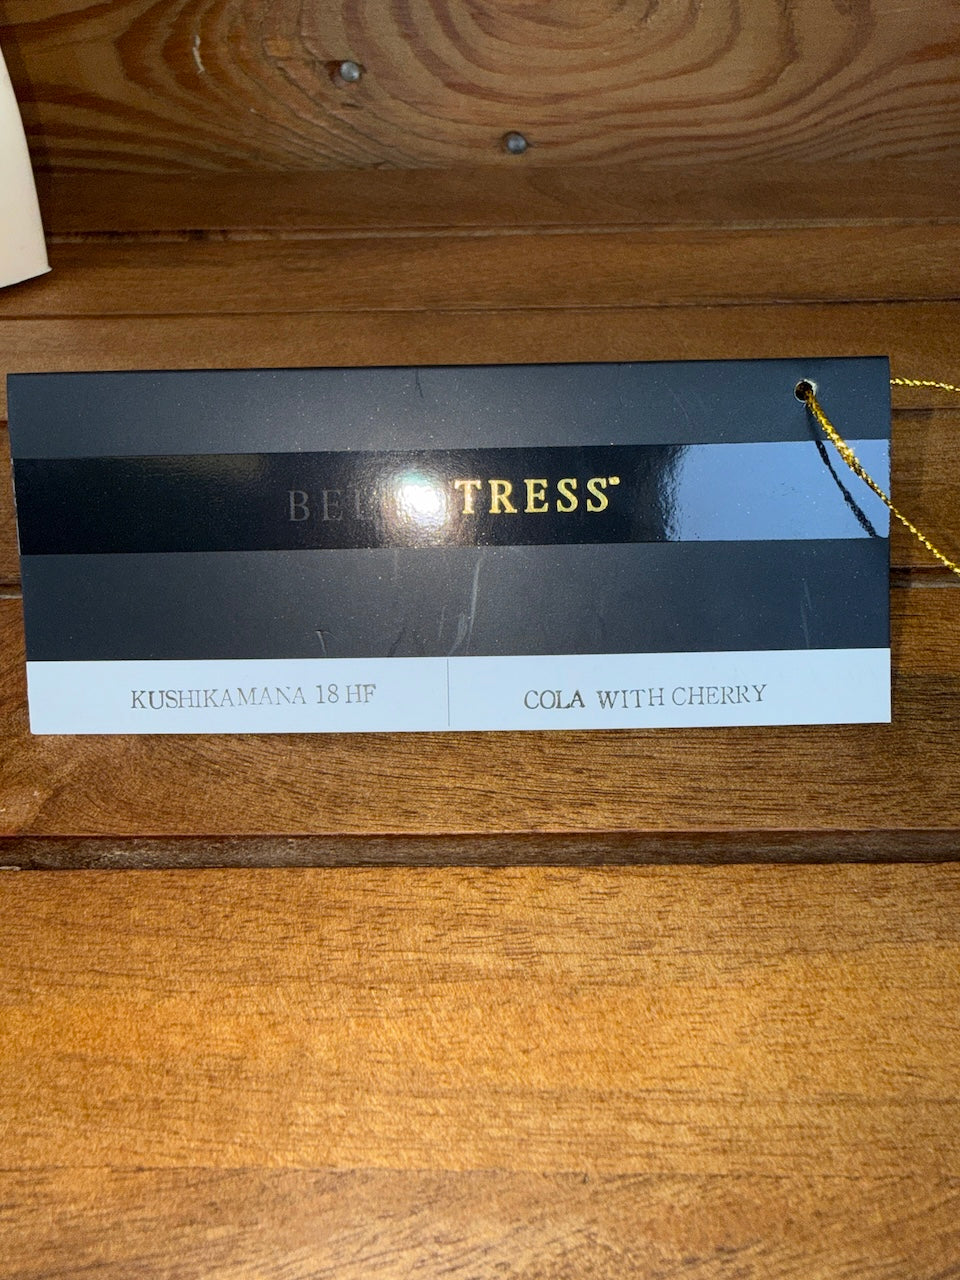 TRESS
KUSHIKAMANA 18 HF
COLA WITH CHERRY